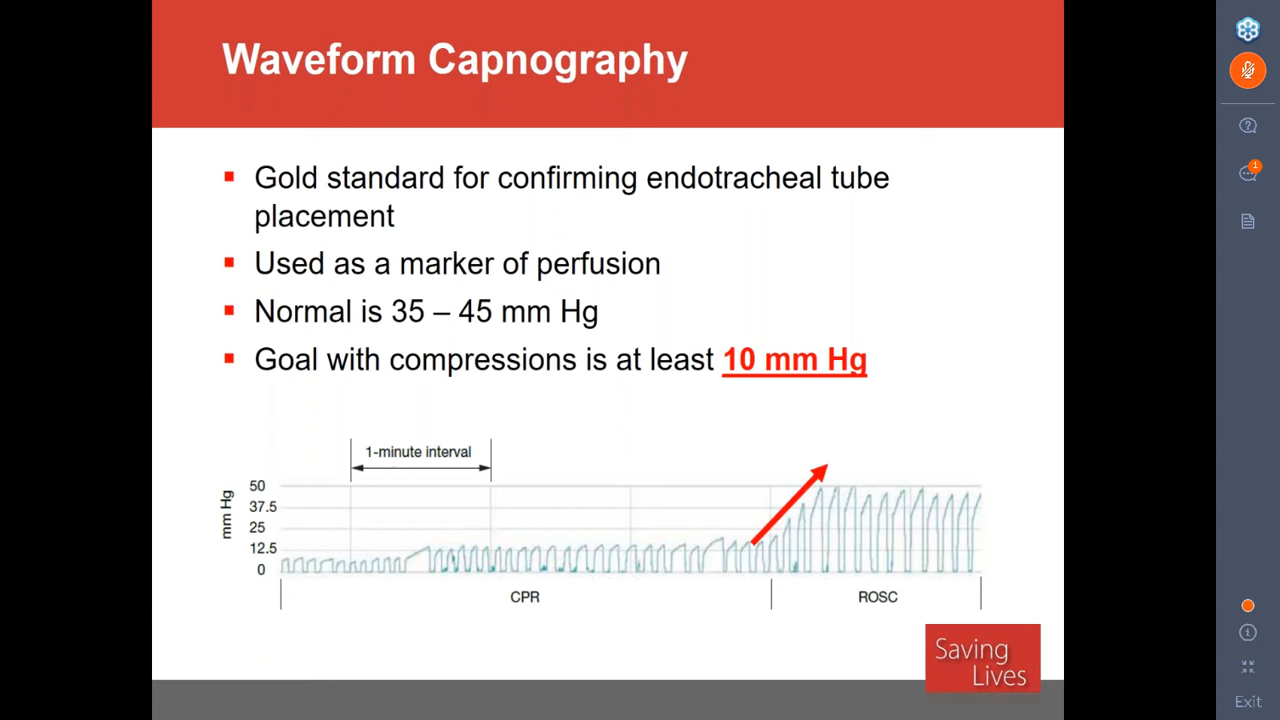 Waveform Capnography
Gold standard for confirming endotracheal tube
placement
Used as a marker of perfusion
Normal is 35 – 45 mm Hg
Goal with compressions is at least 10 mm Hg
1-minute interval
mm Hg
50
37.5
25
12.5
0
CPR
ROSC
Saving
Lives
1
Exit